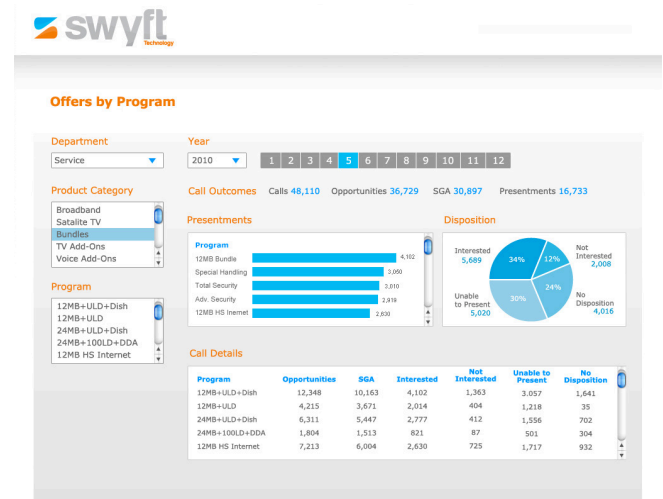 swyft
Technology
Offers by Program
Department
Year
Service
2010
1 2 3 4 5 6 7 8 9 10 11 12
Product Category
Call Outcomes Calls 48,110 Opportunities 36,729 SGA 30,897 Presentments 16,733
Broadband
Satalite TV
Bundles
TV Add-Ons
Voice Add-Ons
Program
12MB+ULD+Dish
12MB+ULD
24MB+ULD+Dish
24MB+100LD+DDA
12MB HS Internet
Presentments
Program
12MB Bundle 4,102
Special Handling 3,060
Total Security 3,010
Adv. Security 2,918
12MB HS Inemet 2,630
Disposition
Interested
5,689
34%
12%
Not
Interested
2,008
Unable
to Present
5,020
30%
24%
No
Disposition
4,016
Call Details
Program Opportunities SGA Interested Not Interested Unable to Present No Disposition
12MB+ULD+Dish 12,348 10,163 4,102 1,363 3.057 1,641
12MB+ULD 4,215 3,671 2,014 404 1,218 35
24MB+ULD+Dish 6,311 5,447 2,777 412 1,556 702
24MB+100LD+DDA 1,804 1,513 821 87 501 304
12MB HS Internet 7,213 6,004 2,630 725 1,717 932